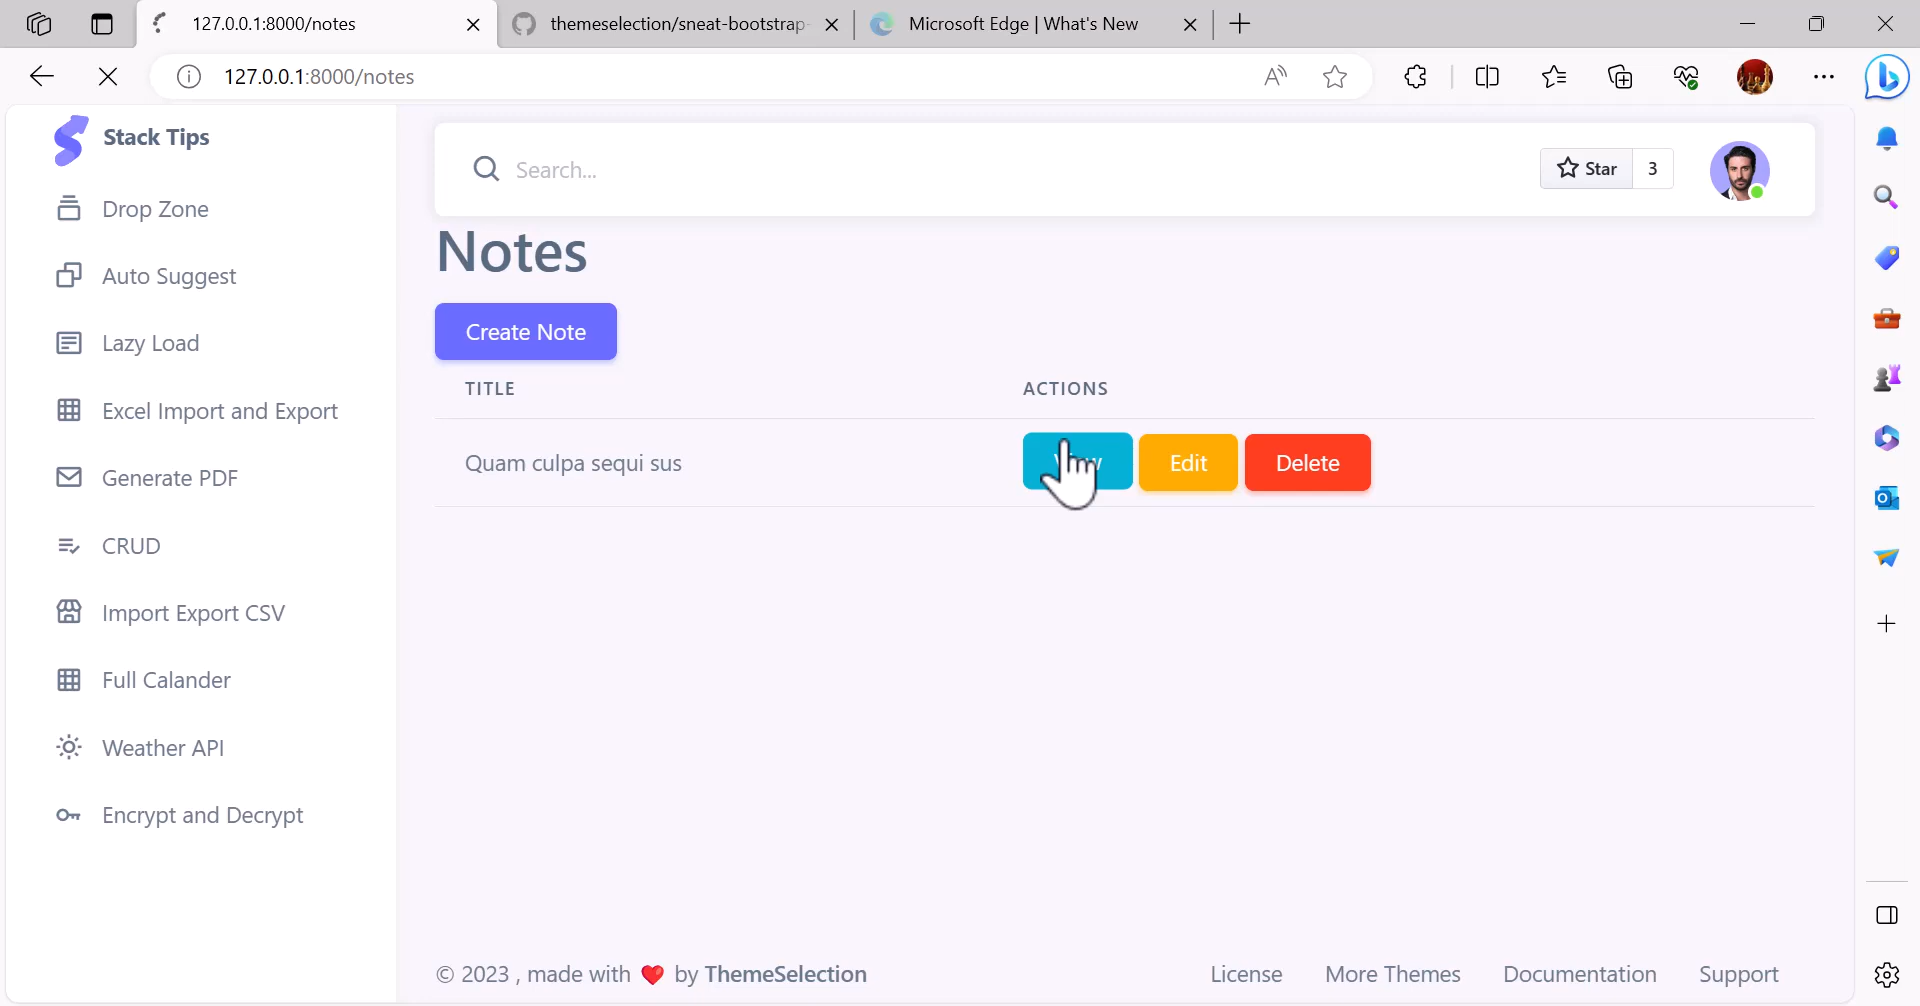 127.0.0.1:8000/notes
themeselection/sneat-bootstrap-
Microsoft Edge | What's New
127.0.0.1:8000/notes
Stack Tips
Search...
Star 3
Drop Zone
Auto Suggest
Lazy Load
Excel Import and Export
Generate PDF
CRUD
Import Export CSV
Full Calander
Weather API
Encrypt and Decrypt
Notes
Create Note
TITLE ACTIONS
Quam culpa sequi sus Edit Delete
© 2023 , made with by ThemeSelection License More Themes Documentation Support